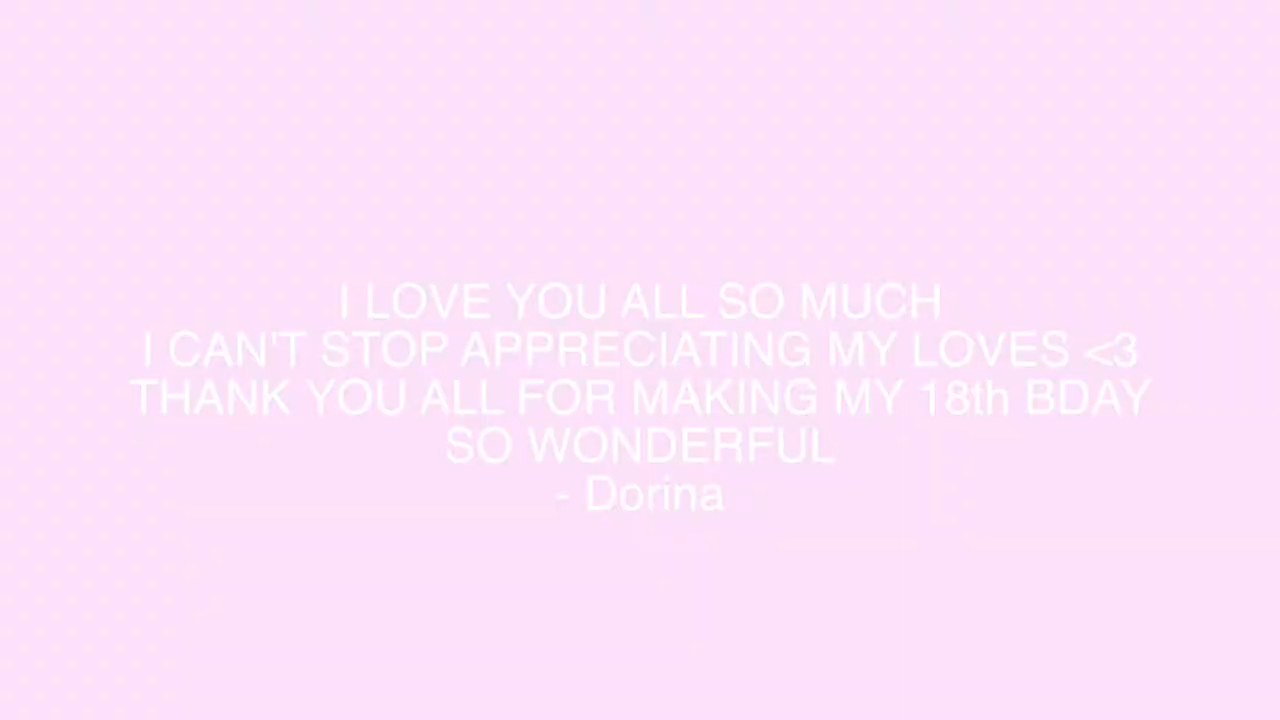 I LOVE YOU ALL SO MUCH
I CAN'T STOP APPRECIATING MY LOVES <3
THANK YOU ALL FOR MAKING MY 18th BDAY
SO WONDERFUL
- Dorina